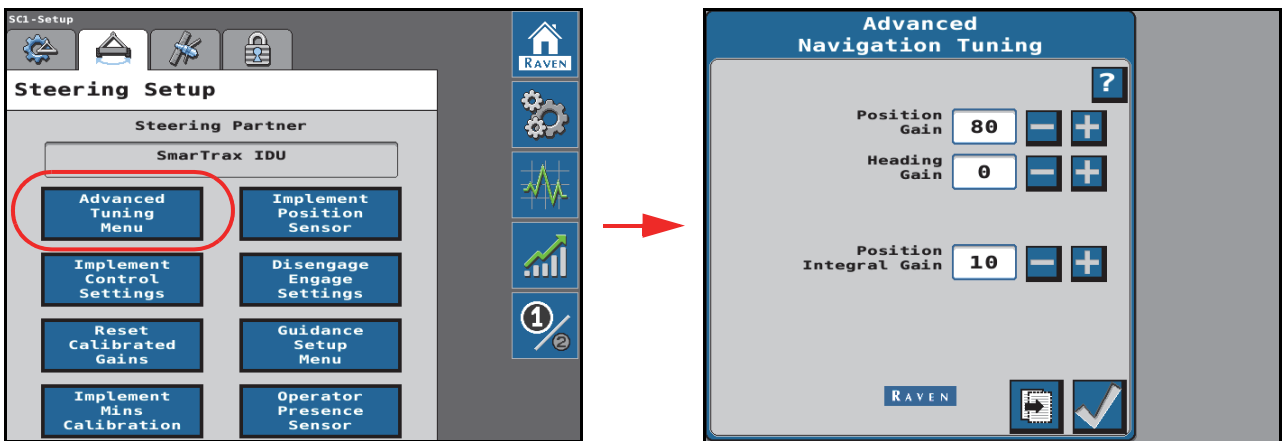 SC1-Setup
Steering Setup
Steering Partner
SmarTrax IDU
Advanced
Tuning
Menu
Implement
Position
Sensor
Implement
Control
Settings
Disengage
Engage
Settings
Reset
Calibrated
Gains
Guidance
Setup
Menu
Implement
Mins
Calibration
Operator
Presence
Sensor
RAVEN
1/2
Advanced
Navigation Tuning
?
Position
Gain
80
Heading
Gain
0
Position
Integral Gain
10
RAVEN